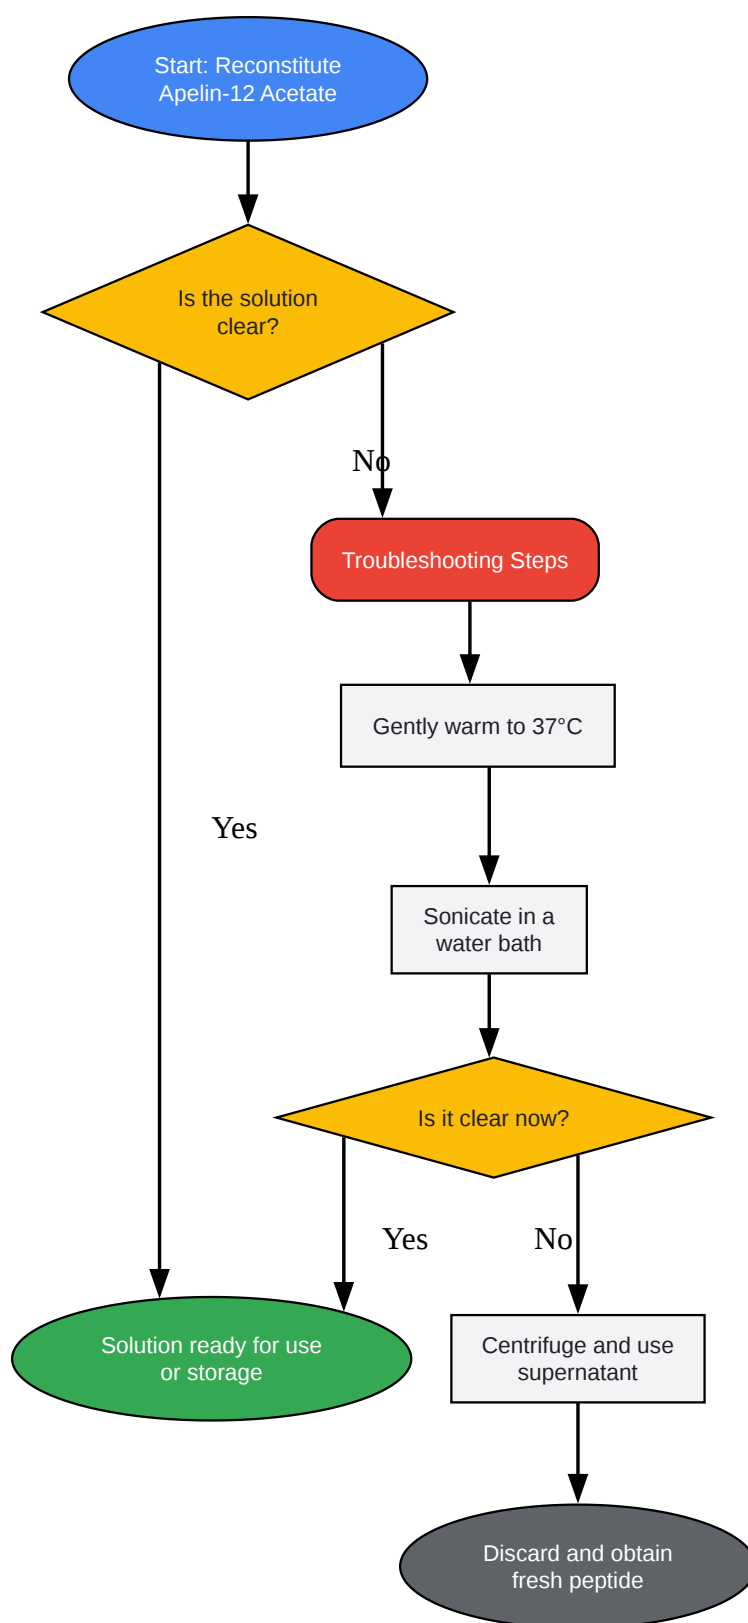 Start: Reconstitute
Apelin-12 Acetate
Is the solution
clear?
No
Troubleshooting Steps
Gently warm to 37°C
Yes
Sonicate in a
water bath
Is it clear now?
Yes
No
Solution ready for use
or storage
Centrifuge and use
supernatant
Discard and obtain
fresh peptide